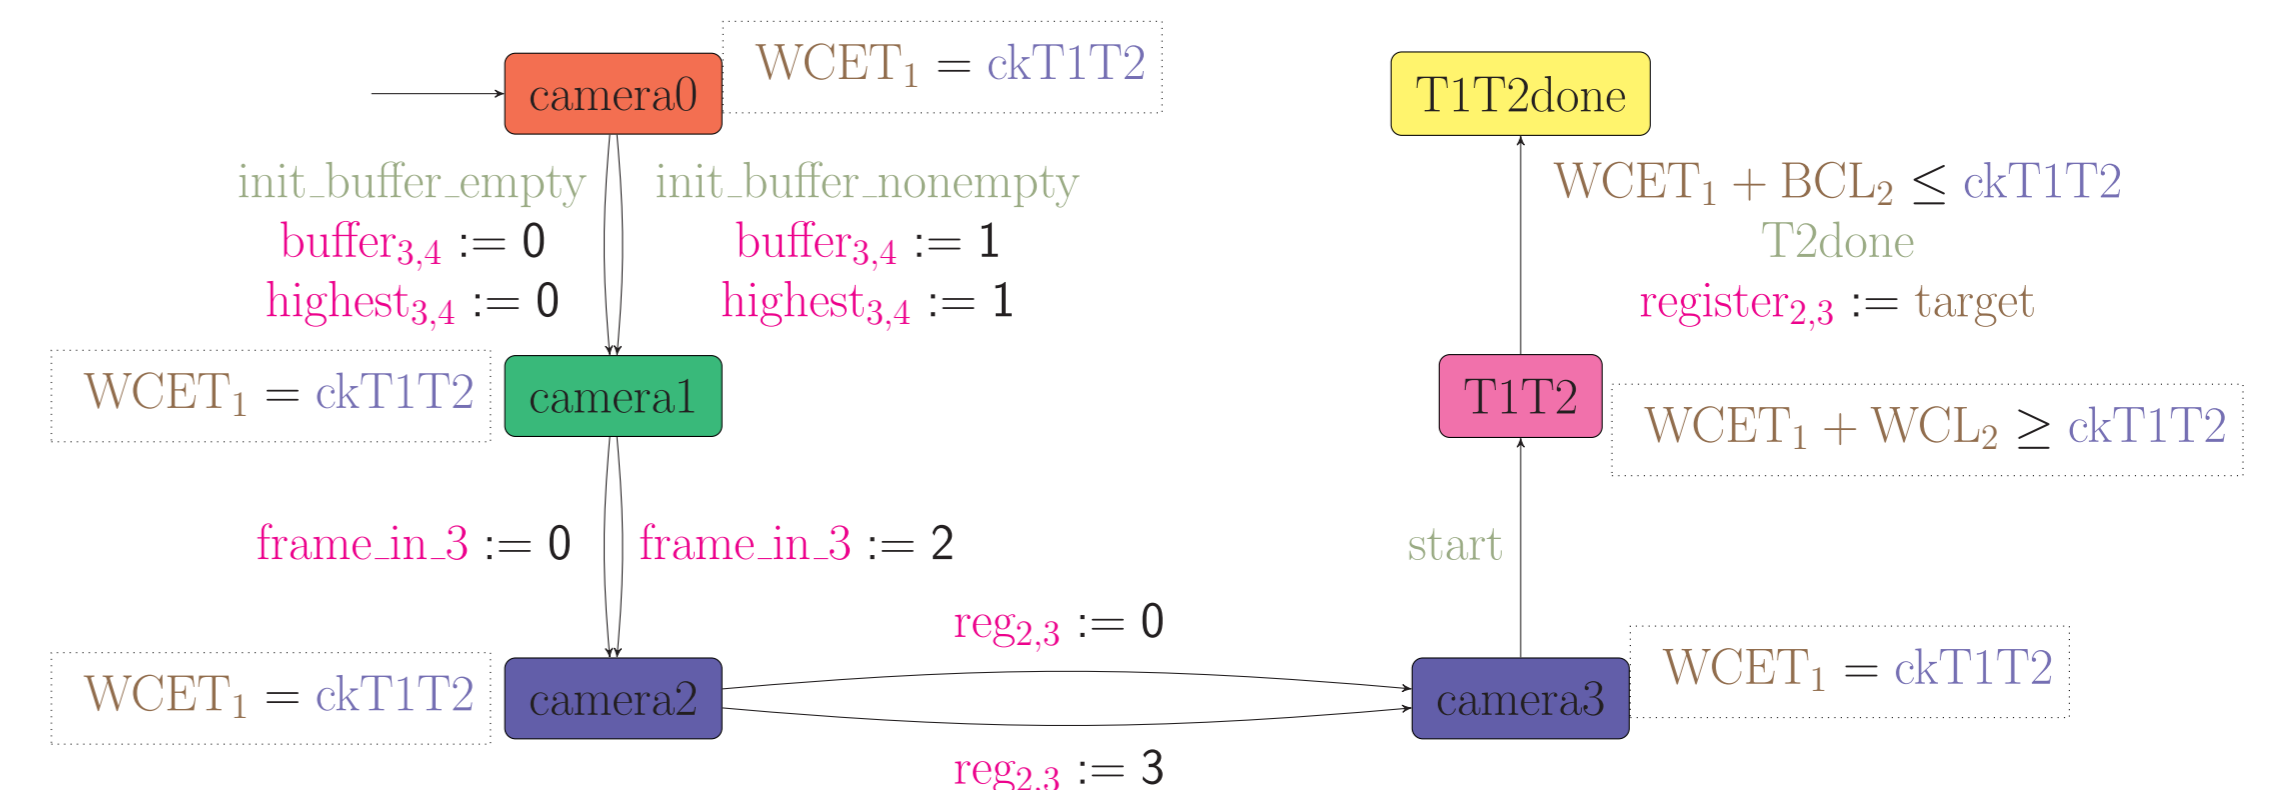 camera0
WCET₁ = ckT1T2
T1T2done
init_buffer_empty
buffer₃,₄ := 0
highest₃,₄ := 0
init_buffer_nonempty
buffer₃,₄ := 1
highest₃,₄ := 1
WCET₁ + BCL₂ ≤ ckT1T2
T2done
register₂,₃ := target
WCET₁ = ckT1T2
camera1
T1T2
WCET₁ + WCL₂ ≥ ckT1T2
frame_in_3 := 0
frame_in_3 := 2
start
reg₂,₃ := 0
WCET₁ = ckT1T2
camera2
camera3
WCET₁ = ckT1T2
reg₂,₃ := 3